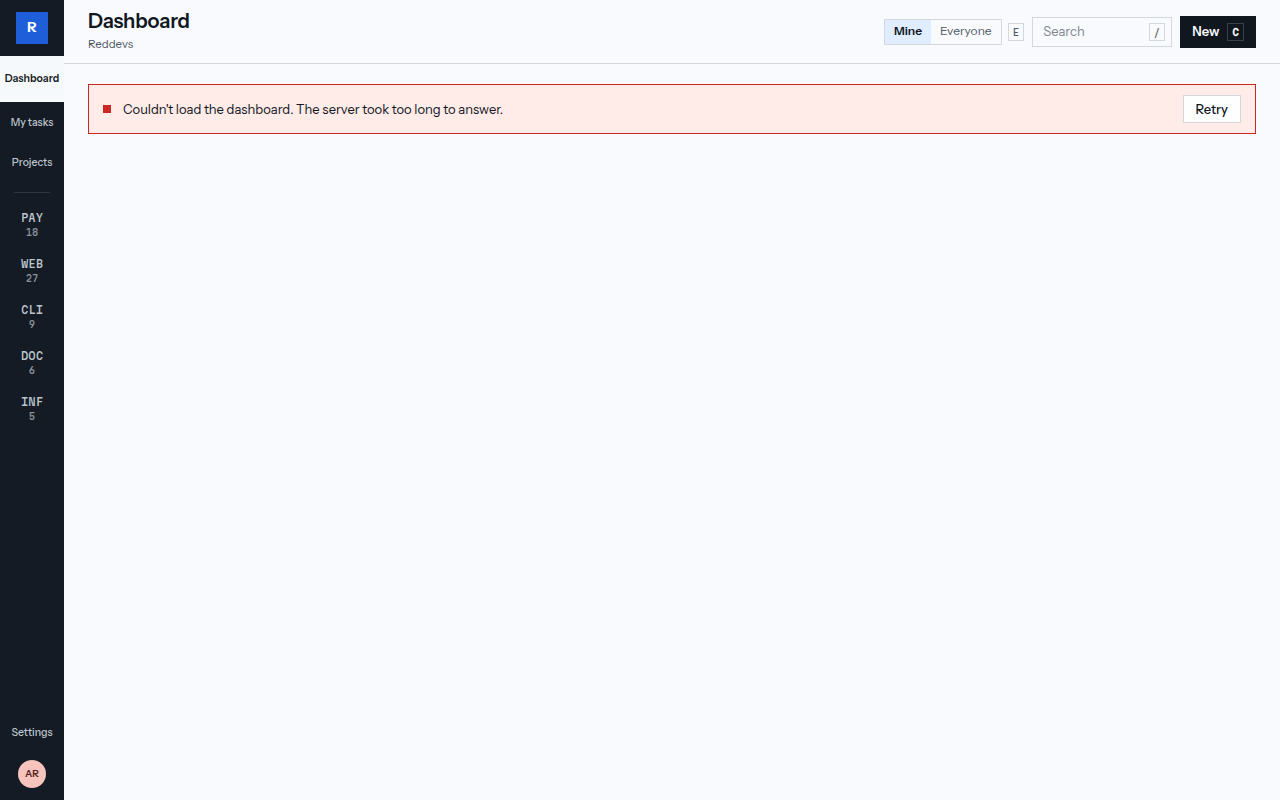 R
Dashboard
Reddevs
Mine Everyone E
Search /
New C
Dashboard
My tasks
Projects
PAY
18
WEB
27
CLI
9
DOC
6
INF
5
Settings
AR
Couldn't load the dashboard. The server took too long to answer.
Retry